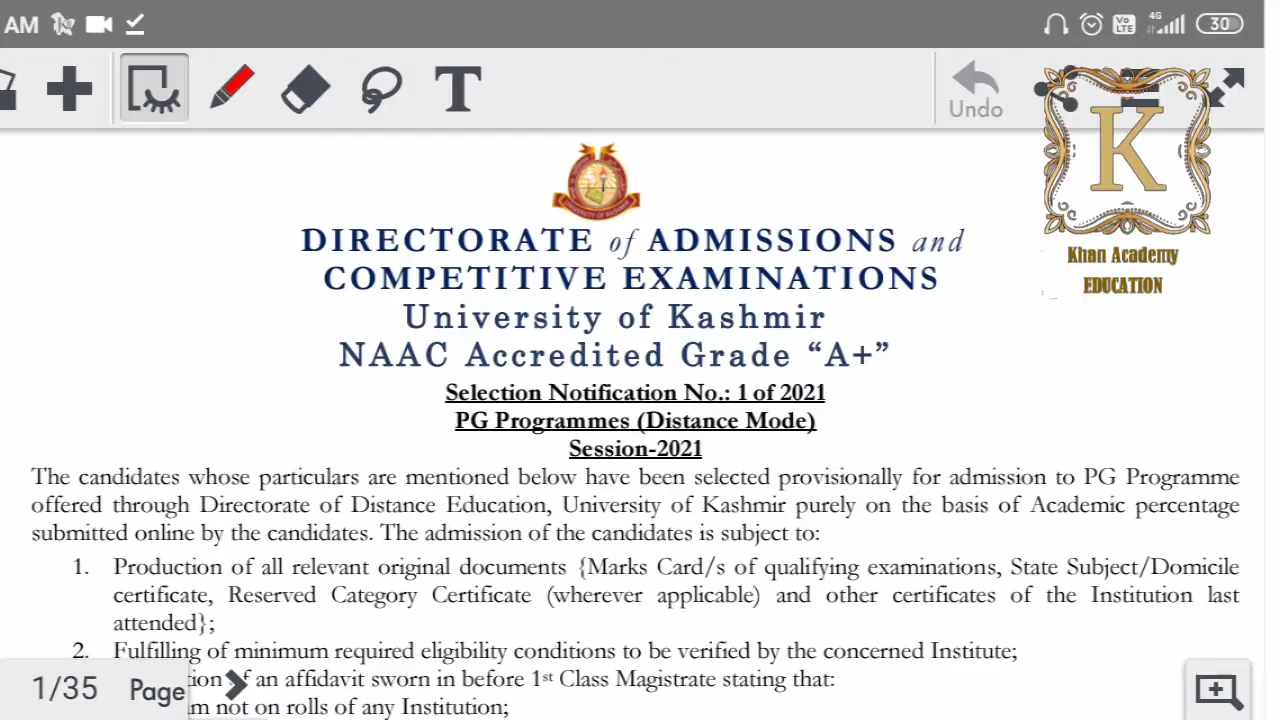 AM
Vo LTE 4G 30
T
Undo
K
Khan Academy
EDUCATION
UNIVERSITY OF KASHMIR
DIRECTORATE of ADMISSIONS and
COMPETITIVE EXAMINATIONS
University of Kashmir
NAAC Accredited Grade “A+”
Selection Notification No.: 1 of 2021
PG Programmes (Distance Mode)
Session-2021
The candidates whose particulars are mentioned below have been selected provisionally for admission to PG Programme
offered through Directorate of Distance Education, University of Kashmir purely on the basis of Academic percentage
submitted online by the candidates. The admission of the candidates is subject to:
1. Production of all relevant original documents {Marks Card/s of qualifying examinations, State Subject/Domicile
certificate, Reserved Category Certificate (wherever applicable) and other certificates of the Institution last
attended};
2. Fulfilling of minimum required eligibility conditions to be verified by the concerned Institute;
an affidavit sworn in before 1st Class Magistrate stating that:
not on rolls of any Institution;
1/35 Page